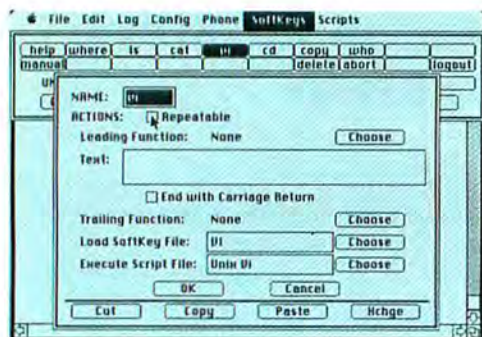 File Edit Log Config Phone SoftKeys Scripts
help where ls cat vi cd copy who
manual delete abort logout
NAME: vi
ACTIONS: Repeatable
Leading Function: None Choose
Text:
End with Carriage Return
Trailing Function: None Choose
Load SoftKey File: VI Choose
Execute Script File: Unix Vi Choose
OK Cancel
Cut Copy Paste Xchge